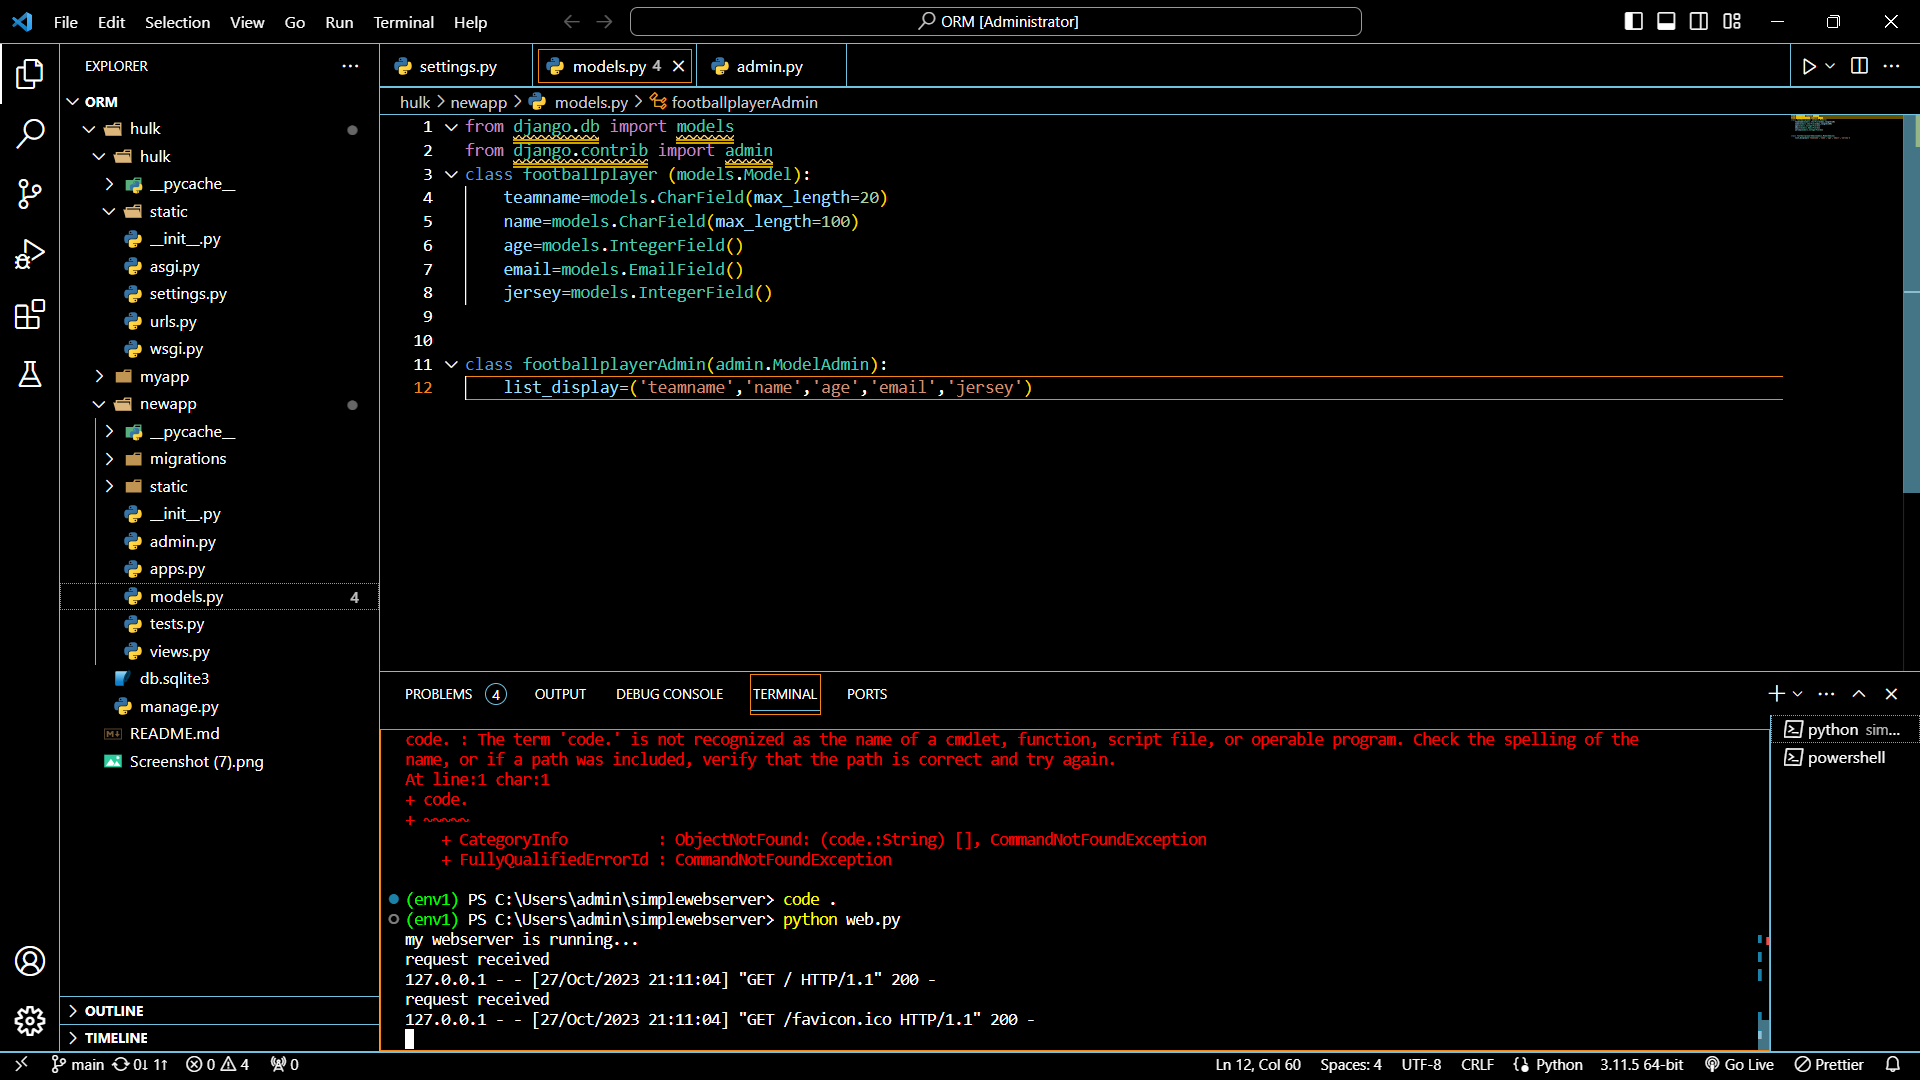 File Edit Selection View Go Run Terminal Help
ORM [Administrator]
EXPLORER
ORM
hulk
hulk
__pycache__
static
__init__.py
asgi.py
settings.py
urls.py
wsgi.py
myapp
newapp
__pycache__
migrations
static
__init__.py
admin.py
apps.py
models.py 4
tests.py
views.py
db.sqlite3
manage.py
README.md
Screenshot (7).png
OUTLINE
TIMELINE
settings.py models.py 4 admin.py
hulk > newapp > models.py > footballplayerAdmin
1 from django.db import models
2 from django.contrib import admin
3 class footballplayer (models.Model):
4 teamname=models.CharField(max_length=20)
5 name=models.CharField(max_length=100)
6 age=models.IntegerField()
7 email=models.EmailField()
8 jersey=models.IntegerField()
9
10
11 class footballplayerAdmin(admin.ModelAdmin):
12 list_display=('teamname','name','age','email','jersey')
PROBLEMS 4 OUTPUT DEBUG CONSOLE TERMINAL PORTS
code. : The term 'code.' is not recognized as the name of a cmdlet, function, script file, or operable program. Check the spelling of the
name, or if a path was included, verify that the path is correct and try again.
At line:1 char:1
+ code.
+ ~~~~~
+ CategoryInfo : ObjectNotFound: (code.:String) [], CommandNotFoundException
+ FullyQualifiedErrorId : CommandNotFoundException
(env1) PS C:\Users\admin\simplewebserver> code .
(env1) PS C:\Users\admin\simplewebserver> python web.py
my webserver is running...
request received
127.0.0.1 - - [27/Oct/2023 21:11:04] "GET / HTTP/1.1" 200 -
request received
127.0.0.1 - - [27/Oct/2023 21:11:04] "GET /favicon.ico HTTP/1.1" 200 -
python sim...
powershell
main 0↓ 1↑ 0 4 0
Ln 12, Col 60 Spaces: 4 UTF-8 CRLF Python 3.11.5 64-bit Go Live Prettier